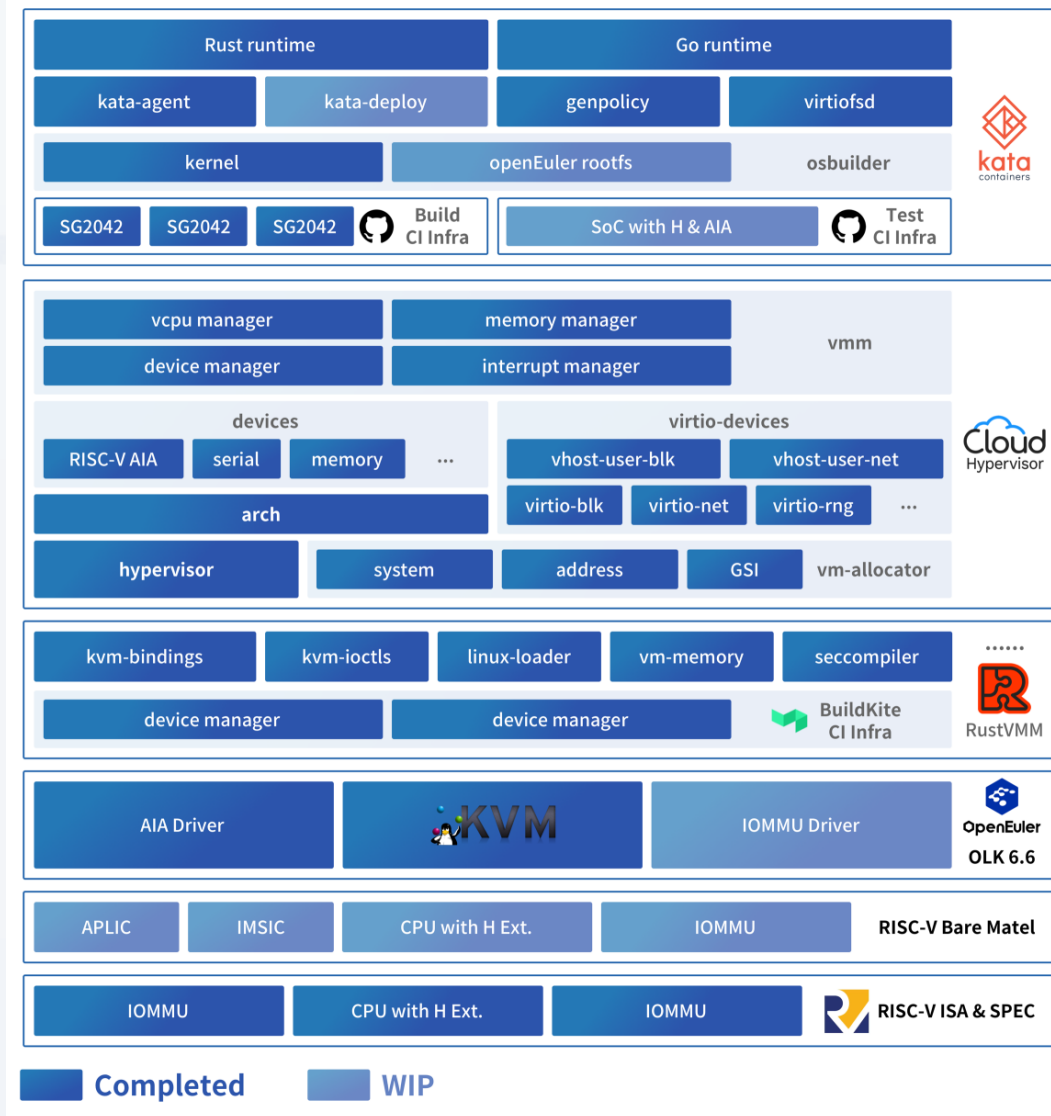 Rust runtime
Go runtime
kata-agent
kata-deploy
genpolicy
virtiofsd
kernel
openEuler rootfs
osbuilder
kata
containers
SG2042
SG2042
SG2042
Build
CI Infra
SoC with H & AIA
Test
CI Infra
vcpu manager
memory manager
device manager
interrupt manager
vmm
devices
RISC-V AIA
serial
memory
...
virtio-devices
vhost-user-blk
vhost-user-net
virtio-blk
virtio-net
virtio-rng
...
Cloud
Hypervisor
arch
hypervisor
system
address
GSI
vm-allocator
kvm-bindings
kvm-ioctls
linux-loader
vm-memory
seccompiler
......
device manager
device manager
BuildKite
CI Infra
R
RustVMM
AIA Driver
KVM
IOMMU Driver
OpenEuler
OLK 6.6
APLIC
IMSIC
CPU with H Ext.
IOMMU
RISC-V Bare Matel
IOMMU
CPU with H Ext.
IOMMU
RISC-V ISA & SPEC
Completed
WIP